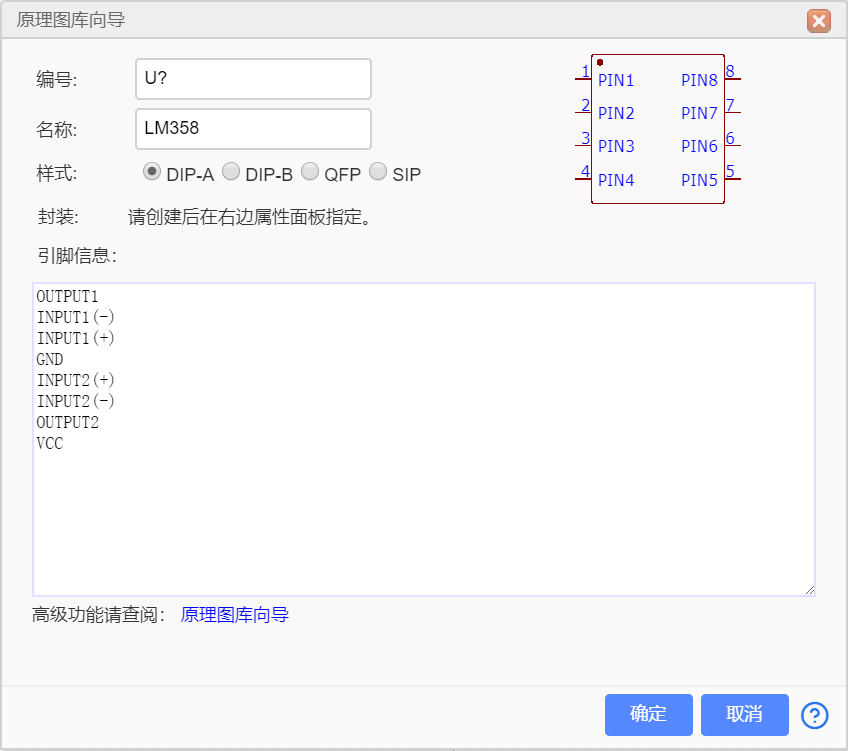 原理图库向导
编号:
U?
名称:
LM358
样式:
DIP-A DIP-B QFP SIP
封装:
请创建后在右边属性面板指定。
1 PIN1 PIN8 8
2 PIN2 PIN7 7
3 PIN3 PIN6 6
4 PIN4 PIN5 5
引脚信息:
OUTPUT1
INPUT1(-)
INPUT1(+)
GND
INPUT2(+)
INPUT2(-)
OUTPUT2
VCC
高级功能请查阅: 原理图库向导
确定 取消 ?